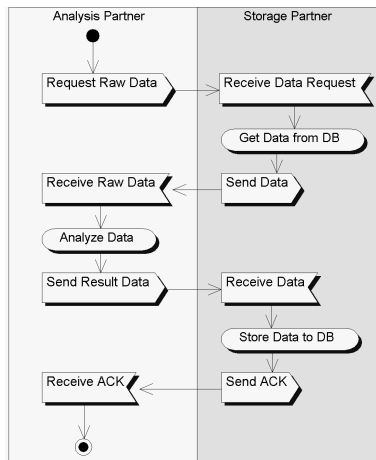 Analysis Partner
Storage Partner
Request Raw Data
Receive Data Request
Get Data from DB
Receive Raw Data
Send Data
Analyze Data
Send Result Data
Receive Data
Store Data to DB
Receive ACK
Send ACK